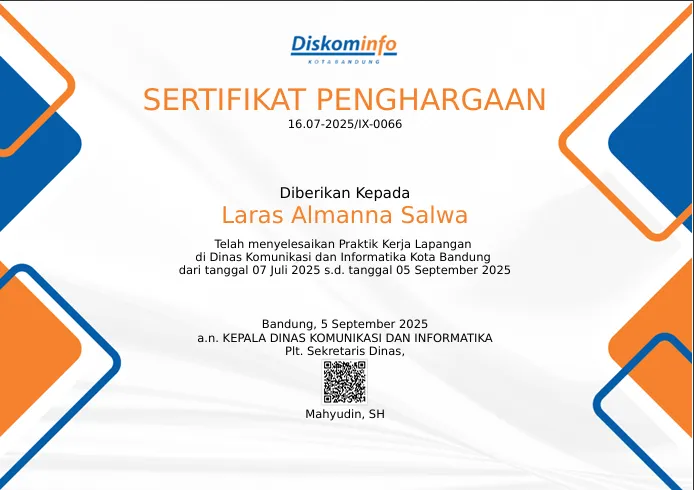 Diskominfo
KOTA BANDUNG
SERTIFIKAT PENGHARGAAN
16.07-2025/IX-0066
Diberikan Kepada
Laras Almanna Salwa
Telah menyelesaikan Praktik Kerja Lapangan
di Dinas Komunikasi dan Informatika Kota Bandung
dari tanggal 07 Juli 2025 s.d. tanggal 05 September 2025
Bandung, 5 September 2025
a.n. KEPALA DINAS KOMUNIKASI DAN INFORMATIKA
Plt. Sekretaris Dinas,
Mahyudin, SH